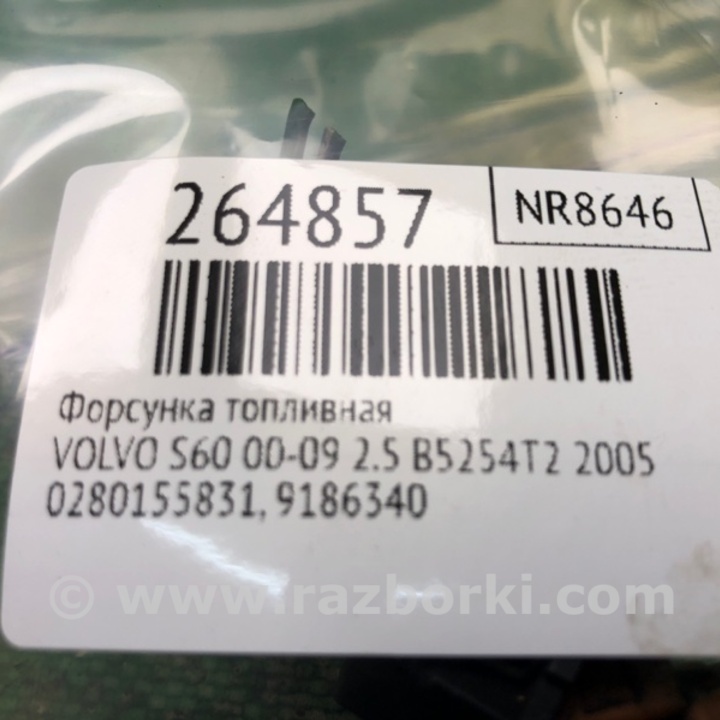 264857
NR8646
Форсунка топливная
VOLVO S60 00-09 2.5 B5254T2 2005
0280155831, 9186340
© www.razborki.com